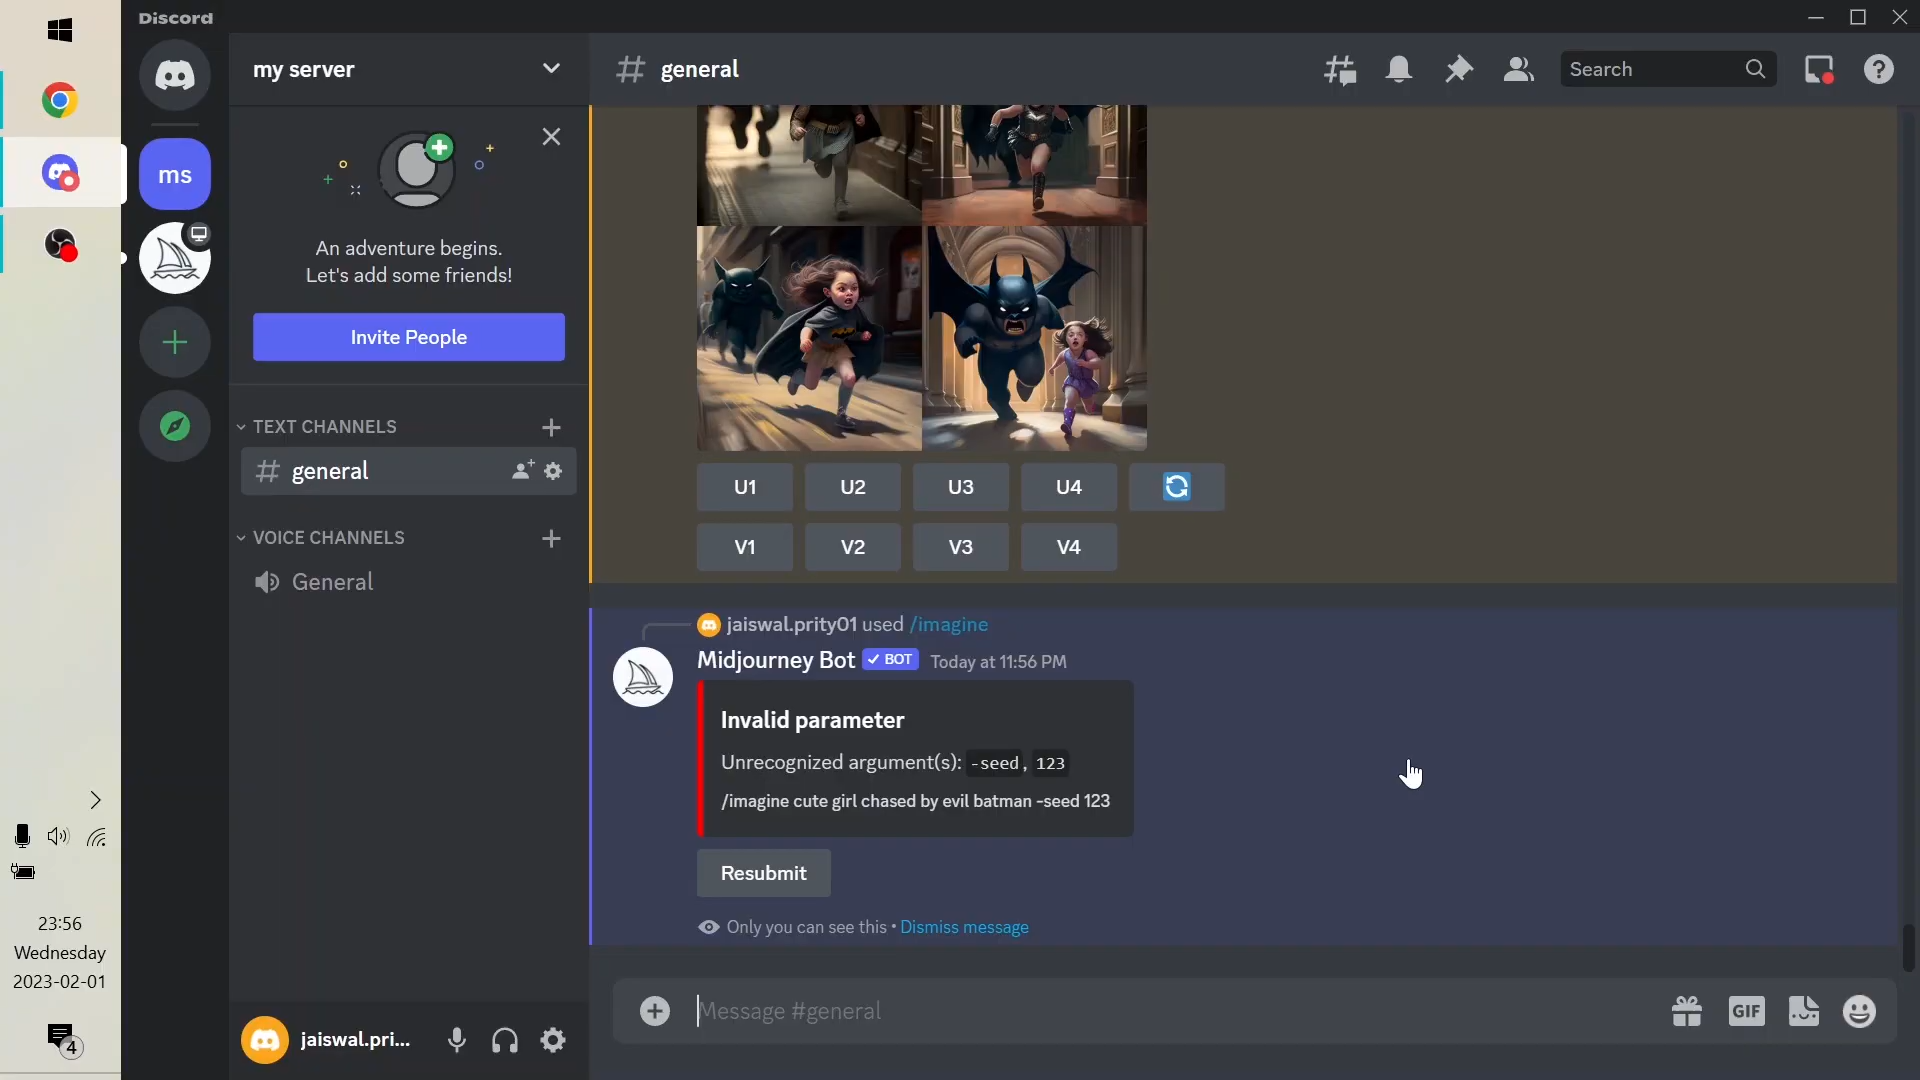 Discord
my server
general
Search
ms
An adventure begins.
Let's add some friends!
Invite People
TEXT CHANNELS
general
VOICE CHANNELS
General
U1 U2 U3 U4
V1 V2 V3 V4
jaiswal.prity01 used /imagine
Midjourney Bot ✓ BOT Today at 11:56 PM
Invalid parameter
Unrecognized argument(s): -seed, 123
/imagine cute girl chased by evil batman -seed 123
Resubmit
Only you can see this • Dismiss message
Message #general
GIF
jaiswal.pri...
23:56
Wednesday
2023-02-01
4